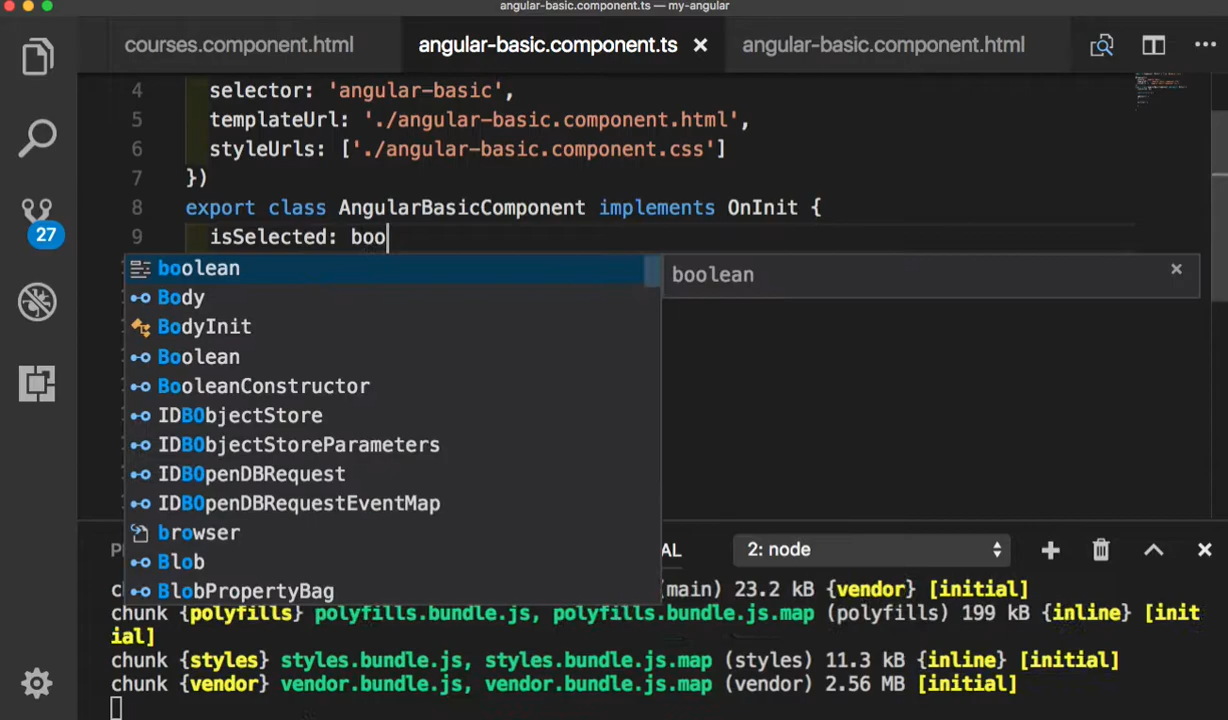 angular-basic.component.ts — my-angular
courses.component.html angular-basic.component.ts × angular-basic.component.html
4 selector: 'angular-basic',
5 templateUrl: './angular-basic.component.html',
6 styleUrls: ['./angular-basic.component.css']
7 })
8 export class AngularBasicComponent implements OnInit {
9 isSelected: boo
27
boolean
boolean
Body
BodyInit
Boolean
BooleanConstructor
IDBObjectStore
IDBObjectStoreParameters
IDBOpenDBRequest
IDBOpenDBRequestEventMap
browser
Blob
BlobPropertyBag
AL 2: node
(main) 23.2 kB {vendor} [initial]
chunk {polyfills} polyfills.bundle.js, polyfills.bundle.js.map (polyfills) 199 kB {inline} [init
ial]
chunk {styles} styles.bundle.js, styles.bundle.js.map (styles) 11.3 kB {inline} [initial]
chunk {vendor} vendor.bundle.js, vendor.bundle.js.map (vendor) 2.56 MB [initial]